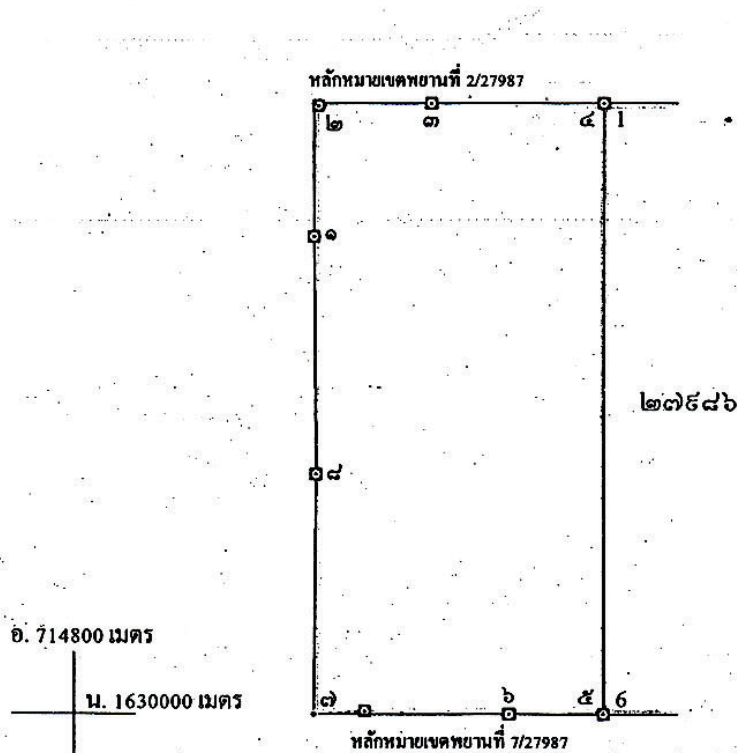 หลักหมายเขตพยานที่ 2/27987
๒ ๓ ๔ 1
๑
๒๗๙๘๖
๘
อ. 714800 เมตร
น. 1630000 เมตร
๗ ๖ ๕ 6
หลักหมายเขตพยานที่ 7/27987